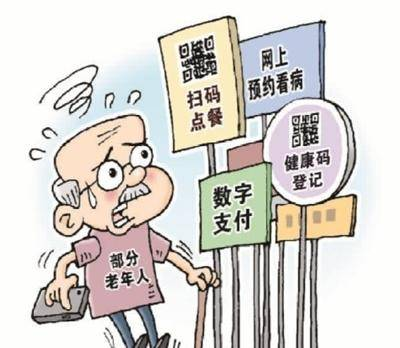 扫码
点餐
网上
预约看病
健康码
登记
数字
支付
部分
老年人